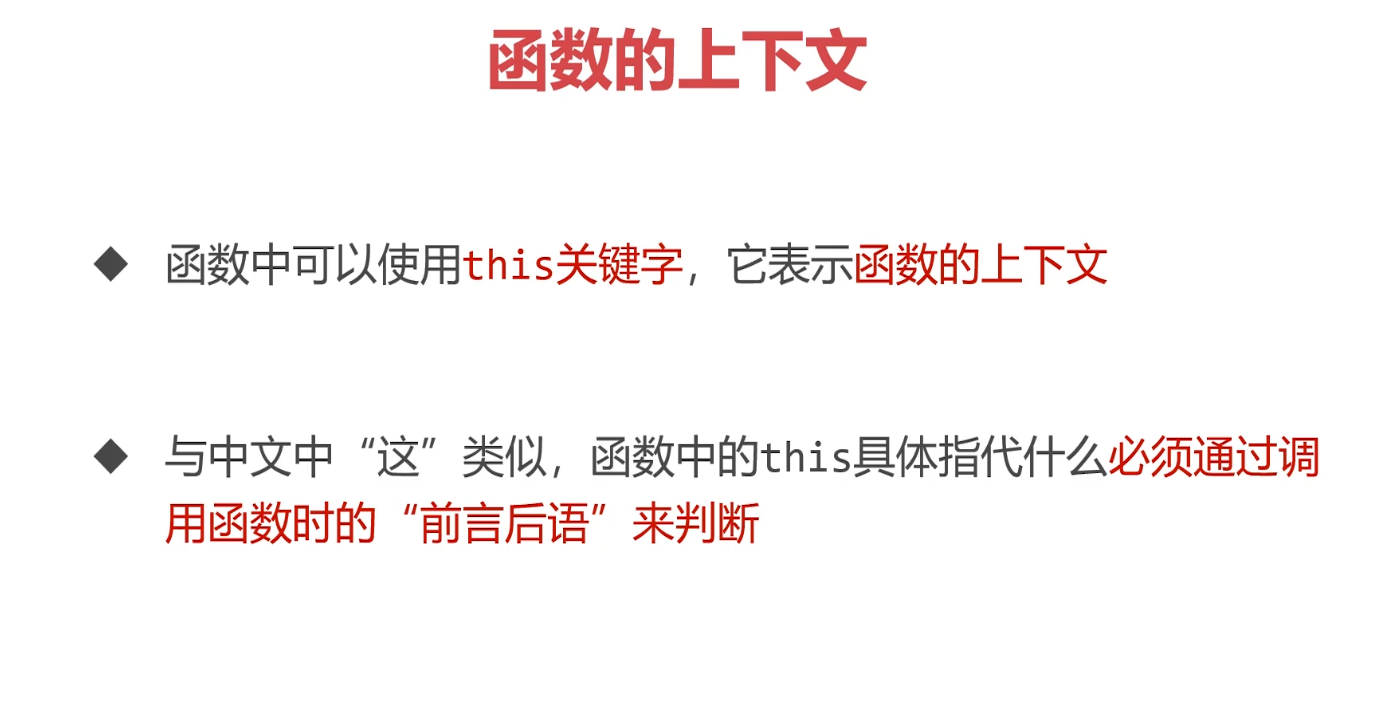 函数的上下文
◆ 函数中可以使用this关键字，它表示函数的上下文
◆ 与中文中“这”类似，函数中的this具体指代什么必须通过调
用函数时的“前言后语”来判断